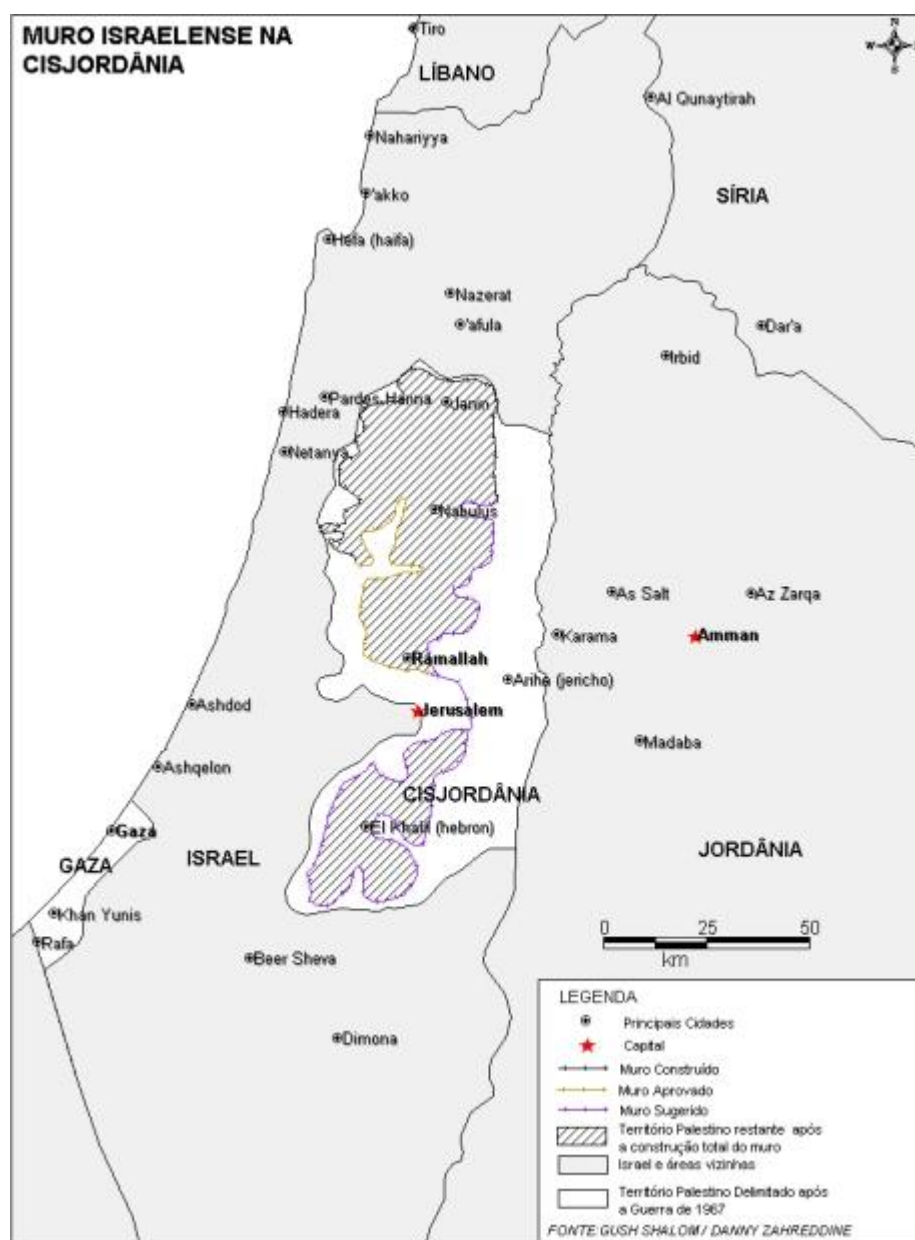 MURO ISRAELENSE NA
CISJORDÂNIA
N
W
S
Tiro
LÍBANO
Al Qunaytirah
Nahariyya
'akko
SÍRIA
Hefa (haifa)
Nazerat
'afula
Dar'a
Irbid
Pardes Hanna
Janin
Hadera
Netanya
Nabulus
As Salt
Az Zarqa
Karama
Amman
Ramallah
Ariha (jericho)
Ashdod
Jerusalem
Madaba
Ashqelon
CISJORDÂNIA
El Khalil (hebron)
Gaza
GAZA
ISRAEL
JORDÂNIA
Khan Yunis
Rafa
Beer Sheva
0 25 50
km
Dimona
LEGENDA
Principais Cidades
Capital
Muro Construído
Muro Aprovado
Muro Sugerido
Território Palestino restante após
a construção total do muro
Israel e áreas vizinhas
Território Palestino Delimitado após
a Guerra de 1967
FONTE: GUSH SHALOM / DANNY ZAHREDDINE